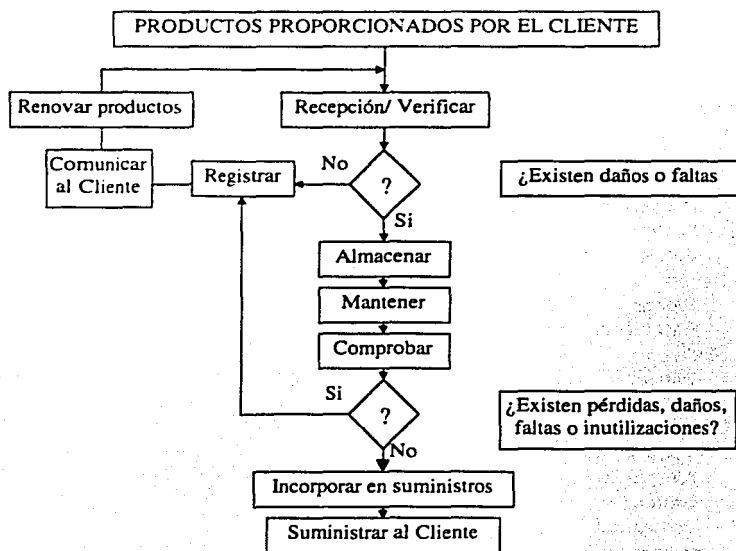 PRODUCTOS PROPORCIONADOS POR EL CLIENTE
Renovar productos
Recepción/ Verificar
Comunicar
al Cliente
Registrar
No
?
¿Existen daños o faltas
Si
Almacenar
Mantener
Comprobar
Si
?
¿Existen pérdidas, daños,
faltas o inutilizaciones?
No
Incorporar en suministros
Suministrar al Cliente